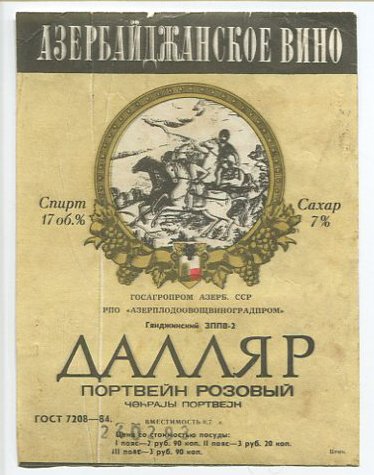 АЗЕРБАЙДЖАНСКОЕ ВИНО
Спирт
17 об.%
Сахар
7%
ГОСАГРОПРОМ АЗЕРБ. ССР
РПО «АЗЕРПЛОДООВОЩВИНОГРАДПРОМ»
Гянджинский ЗППВ-2
ДАЛЛЯР
ПОРТВЕЙН РОЗОВЫЙ
ЧӘҺРАЈЫ ПОРТВЕЈН
ГОСТ 7208—84.
ВМЕСТИМОСТЬ 0,7 л
Цена со стоимостью посуды:
I пояс—2 руб. 90 коп. II пояс—3 руб. 20 коп.
III пояс—3 руб. 90 коп.